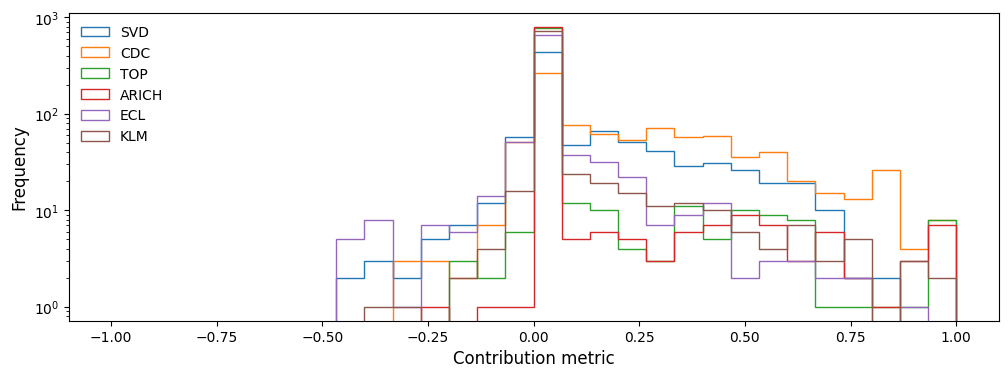 SVD
CDC
TOP
ARICH
ECL
KLM
Frequency
10³
10²
10¹
10⁰
−1.00 −0.75 −0.50 −0.25 0.00 0.25 0.50 0.75 1.00
Contribution metric